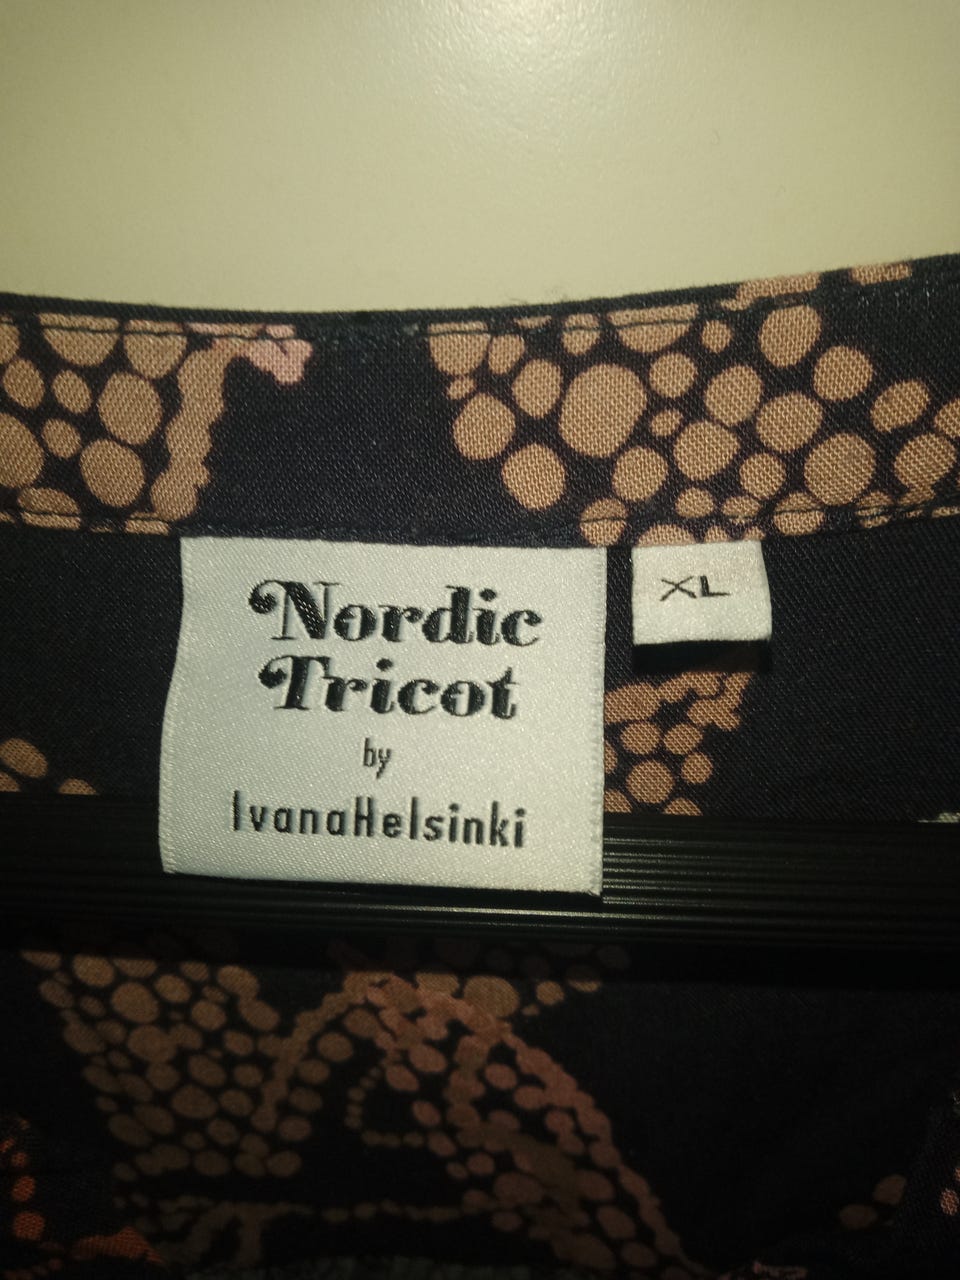 Nordic
Tricot
by
IvanaHelsinki
XL